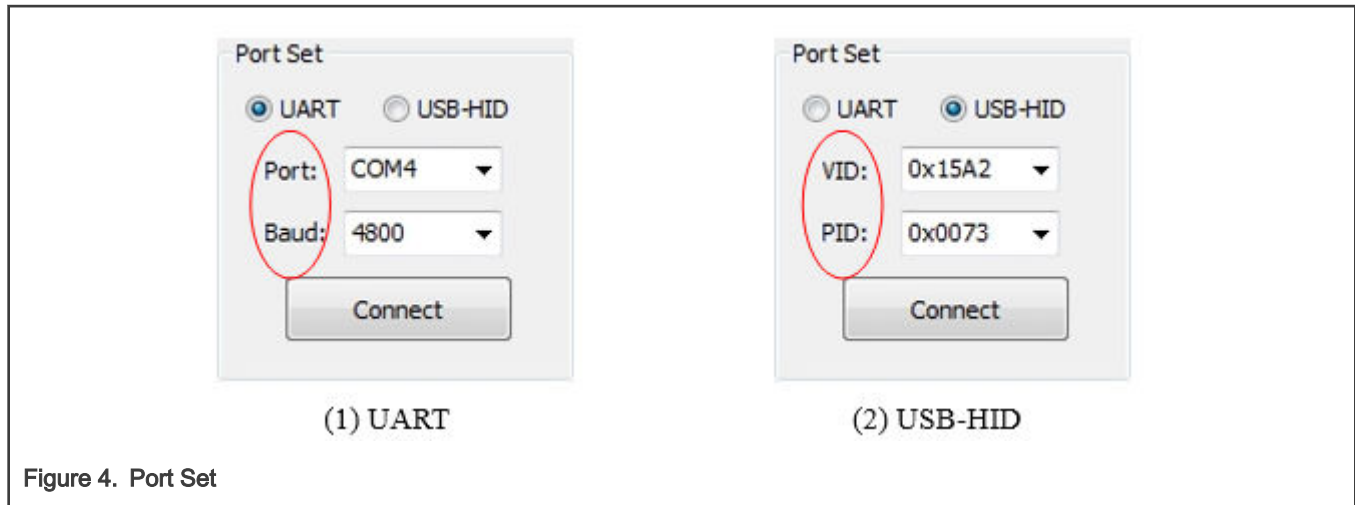 Port Set
UART USB-HID
Port: COM4
Baud: 4800
Connect
(1) UART
Port Set
UART USB-HID
VID: 0x15A2
PID: 0x0073
Connect
(2) USB-HID
Figure 4. Port Set